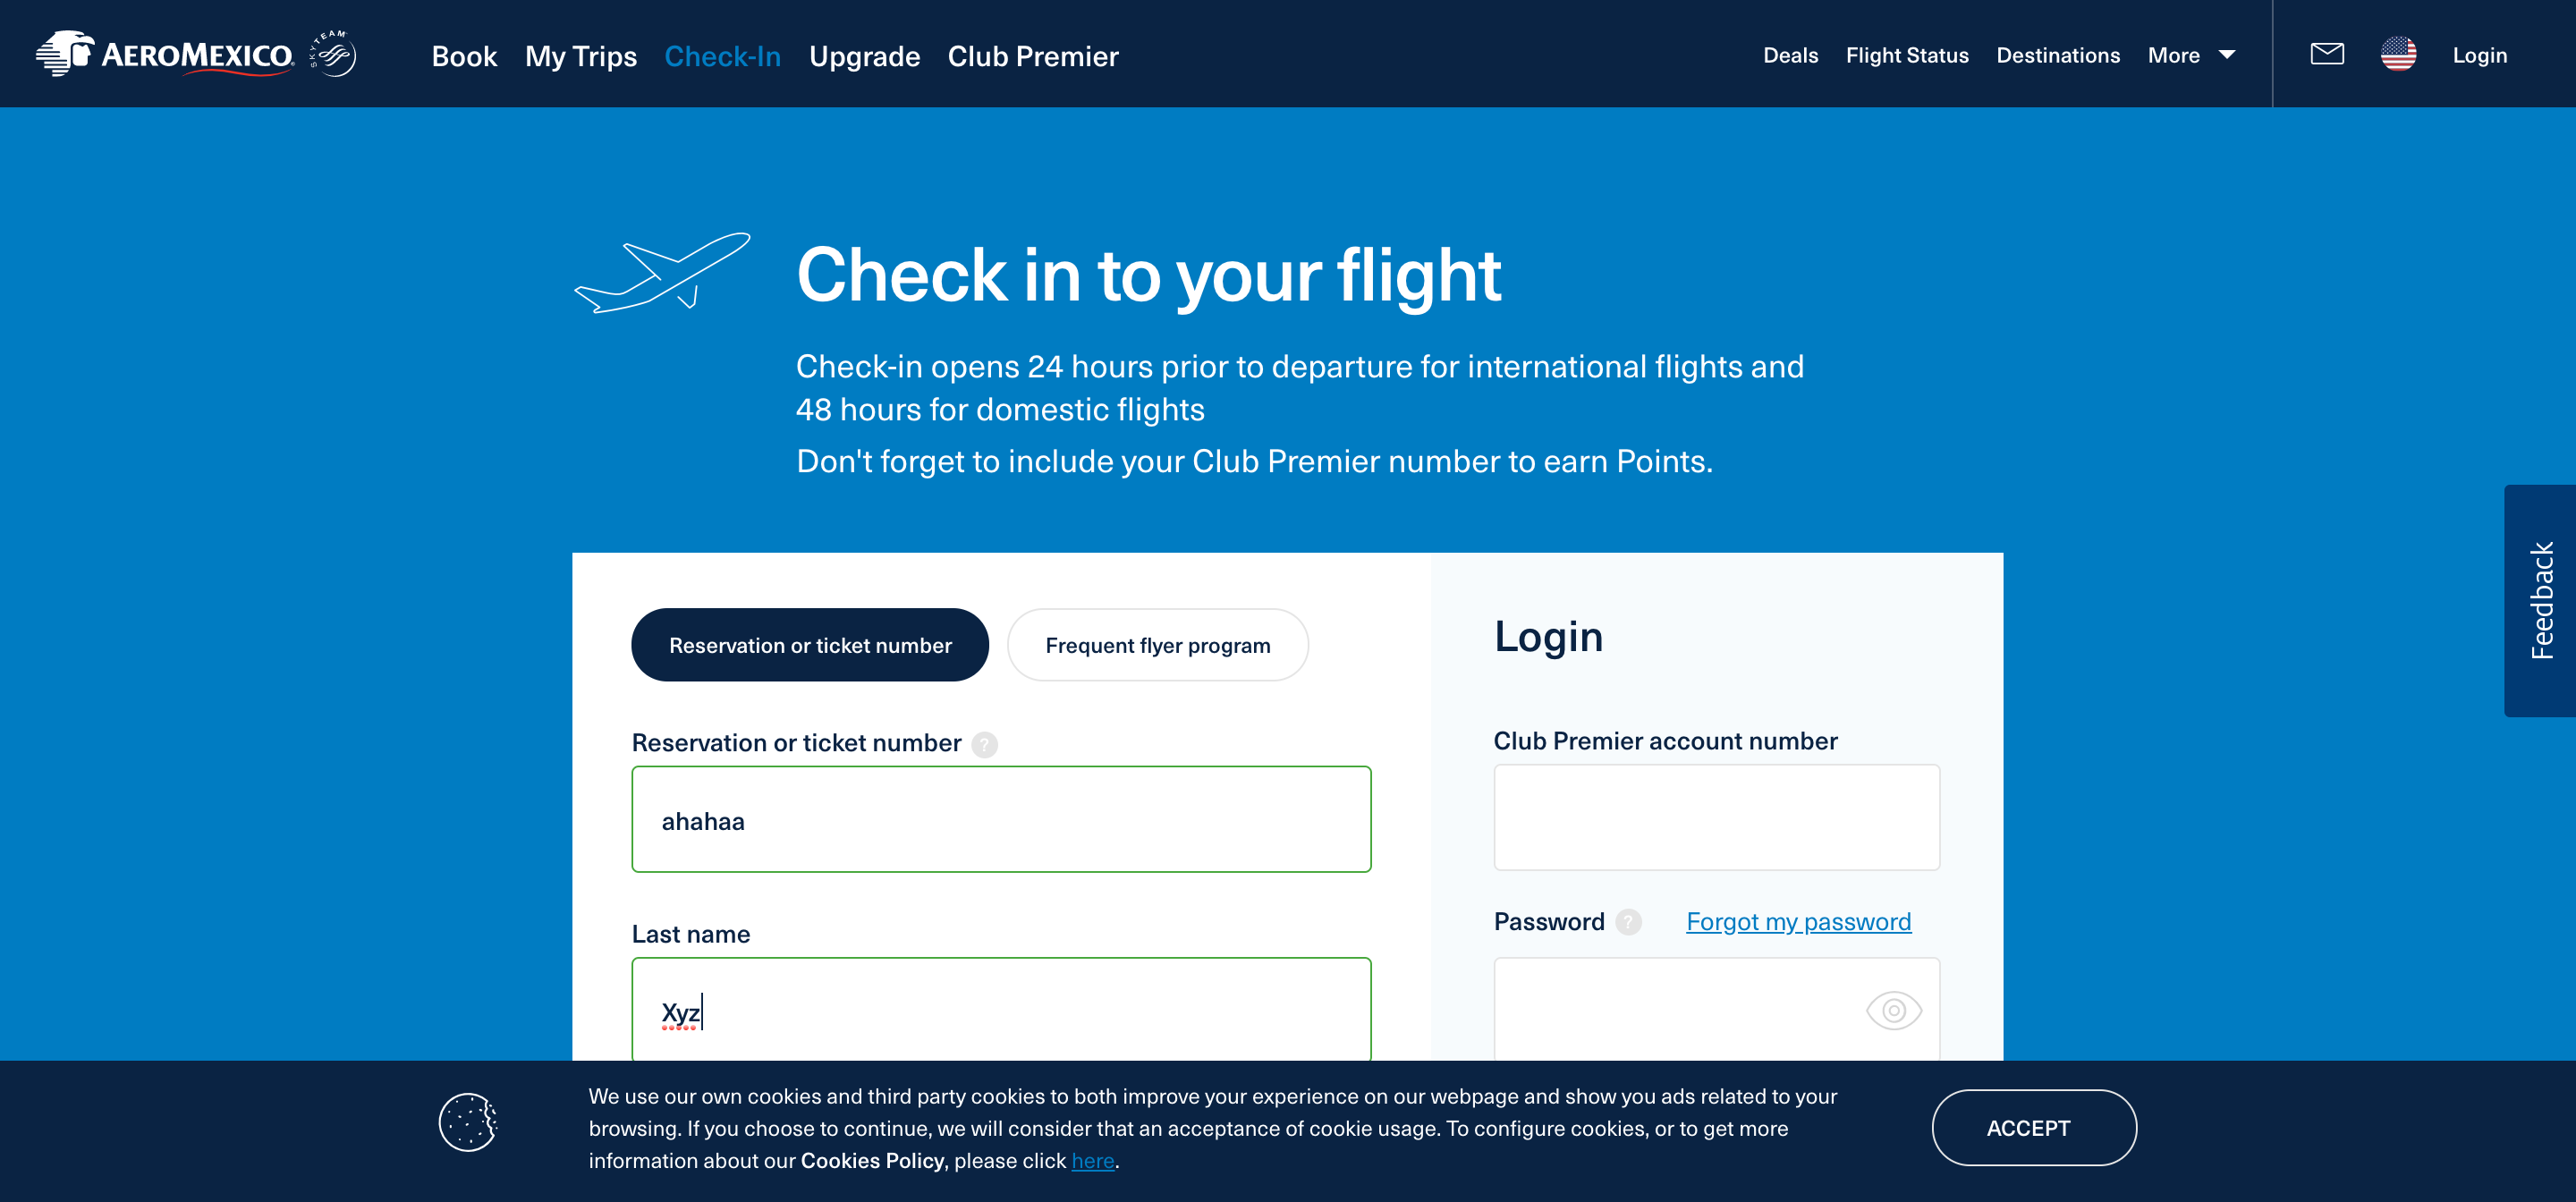 AEROMEXICO SKYTEAM Book My Trips Check-In Upgrade Club Premier Deals Flight Status Destinations More Login
Check in to your flight
Check-in opens 24 hours prior to departure for international flights and
48 hours for domestic flights
Don't forget to include your Club Premier number to earn Points.
Feedback
Reservation or ticket number Frequent flyer program
Reservation or ticket number ?
ahahaa
Last name
Xyz
Login
Club Premier account number
Password ? Forgot my password
We use our own cookies and third party cookies to both improve your experience on our webpage and show you ads related to your
browsing. If you choose to continue, we will consider that an acceptance of cookie usage. To configure cookies, or to get more
information about our Cookies Policy, please click here.
ACCEPT